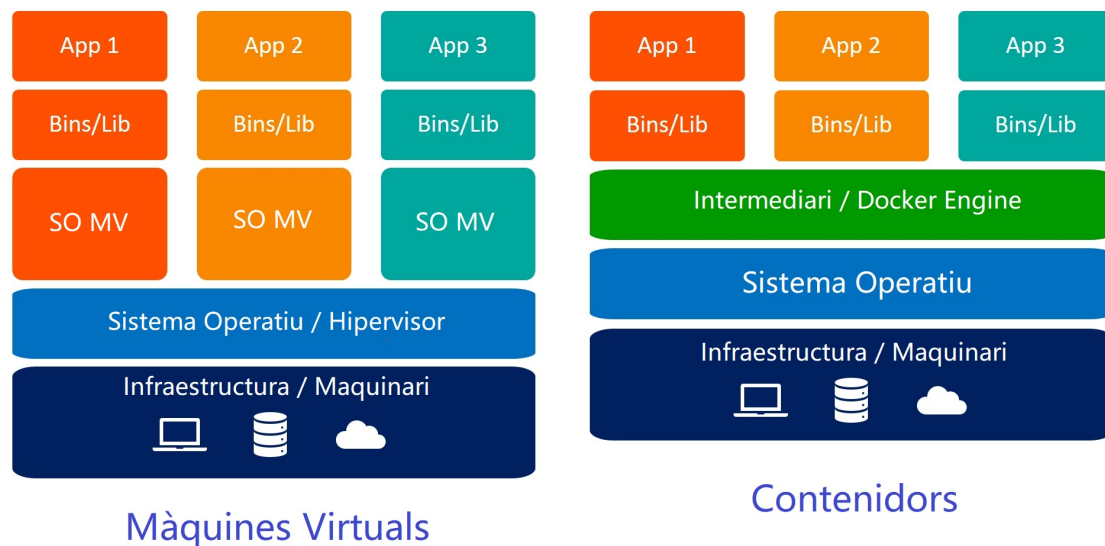 App 1
App 2
App 3
Bins/Lib
Bins/Lib
Bins/Lib
SO MV
SO MV
SO MV
Sistema Operatiu / Hipervisor
Infraestructura / Maquinari
Màquines Virtuals
App 1
App 2
App 3
Bins/Lib
Bins/Lib
Bins/Lib
Intermediari / Docker Engine
Sistema Operatiu
Infraestructura / Maquinari
Contenidors